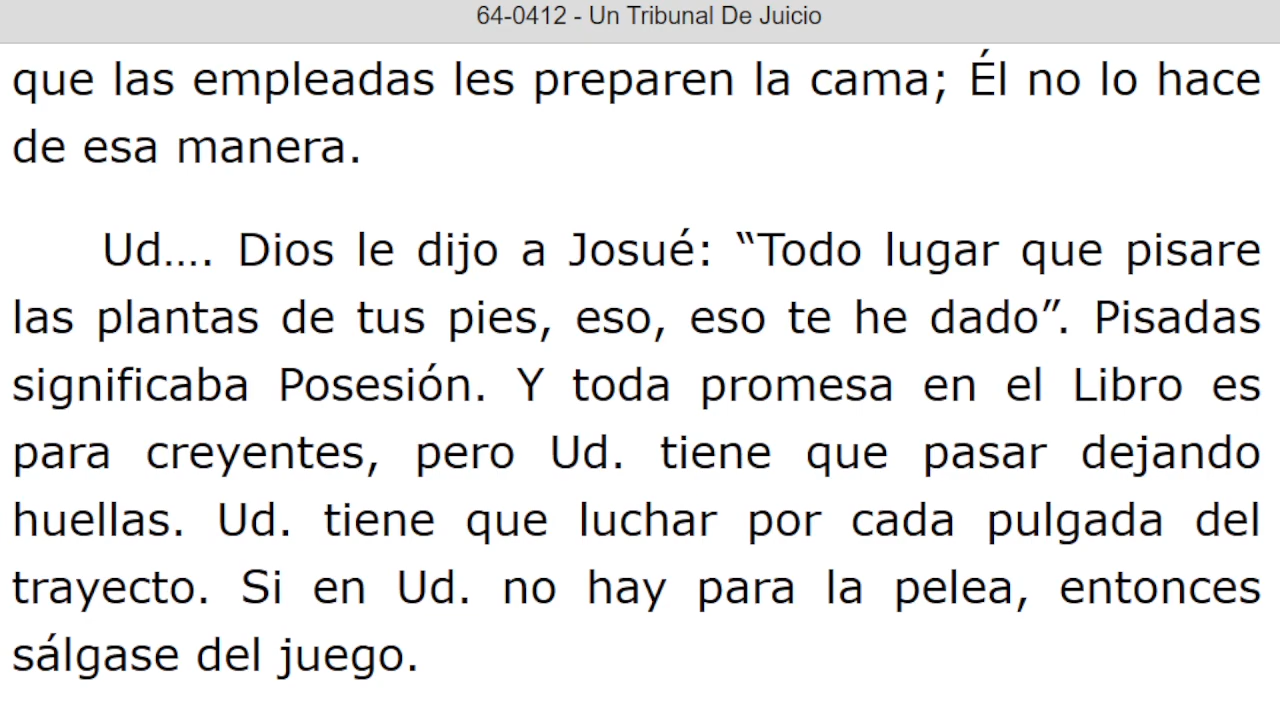 64-0412 - Un Tribunal De Juicio
que las empleadas les preparen la cama; Él no lo hace
de esa manera.
Ud.... Dios le dijo a Josué: “Todo lugar que pisare
las plantas de tus pies, eso, eso te he dado”. Pisadas
significaba Posesión. Y toda promesa en el Libro es
para creyentes, pero Ud. tiene que pasar dejando
huellas. Ud. tiene que luchar por cada pulgada del
trayecto. Si en Ud. no hay para la pelea, entonces
sálgase del juego.